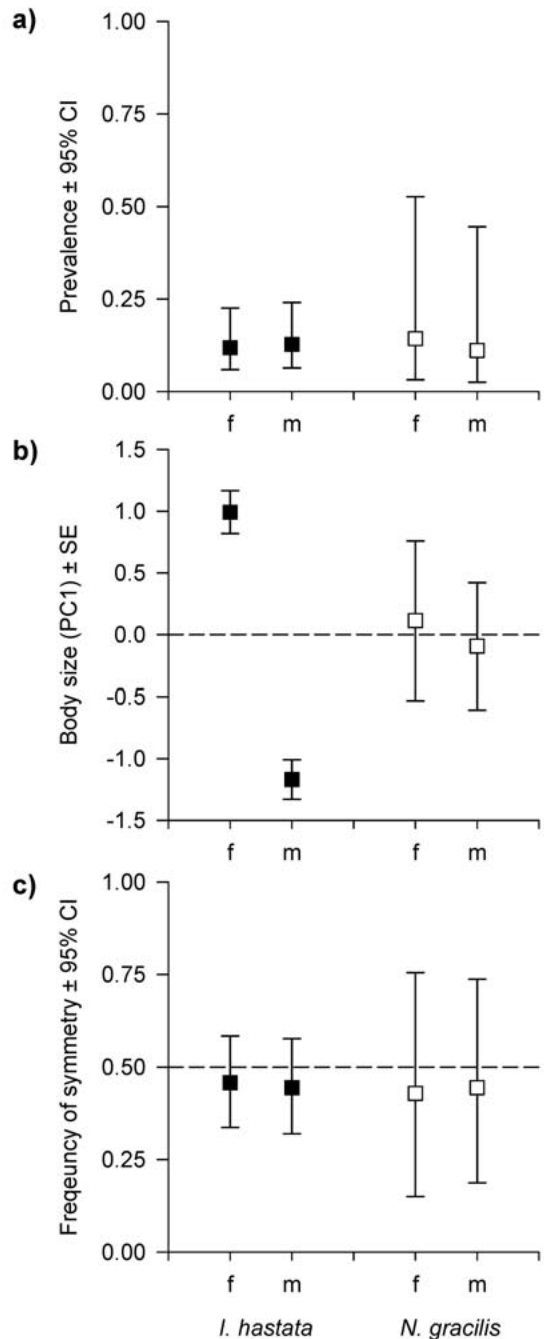 a)
Prevalence ± 95% CI
1.00
0.75
0.50
0.25
0.00
f m f m
b)
Body size (PC1) ± SE
1.5
1.0
0.5
0.0
-0.5
-1.0
-1.5
f m f m
c)
Freqeuncy of symmetry ± 95% CI
1.00
0.75
0.50
0.25
0.00
f m f m
I. hastata N. gracilis